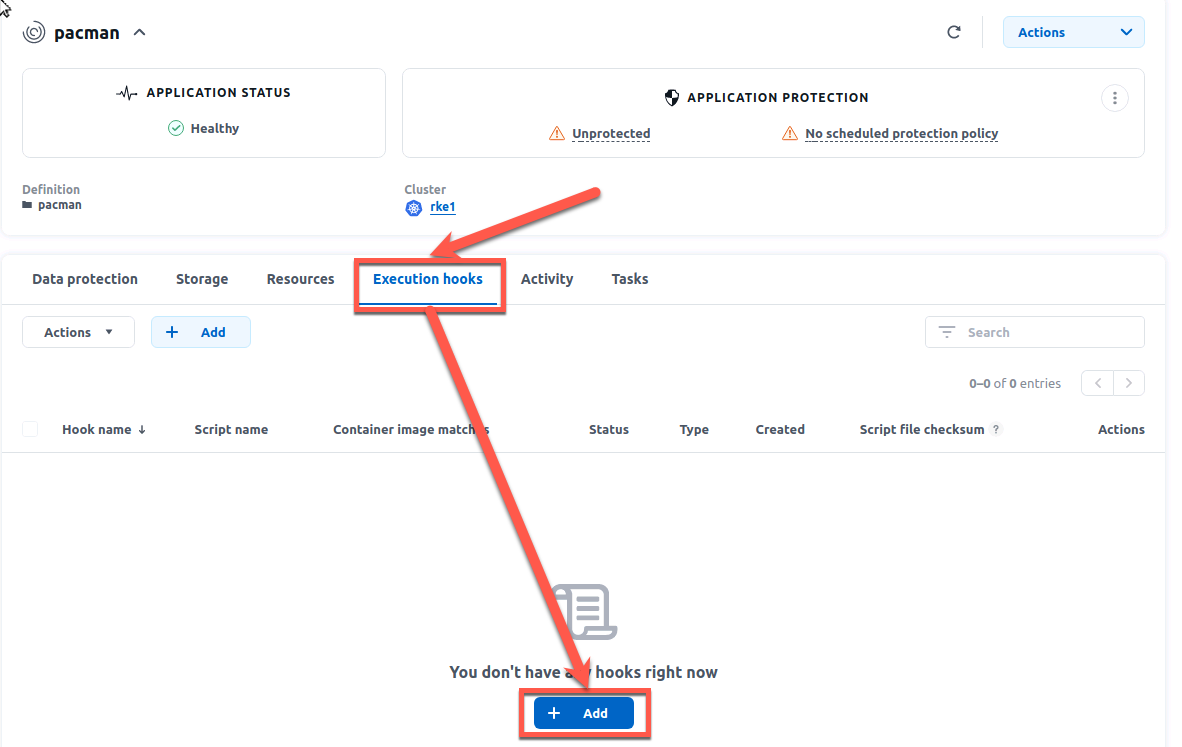 pacman
Actions
APPLICATION STATUS
Healthy
APPLICATION PROTECTION
Unprotected
No scheduled protection policy
Definition
pacman
Cluster
rke1
Data protection Storage Resources Execution hooks Activity Tasks
Actions + Add
Search
0–0 of 0 entries
Hook name ↓ Script name Container image matches Status Type Created Script file checksum ? Actions
You don't have any hooks right now
+ Add